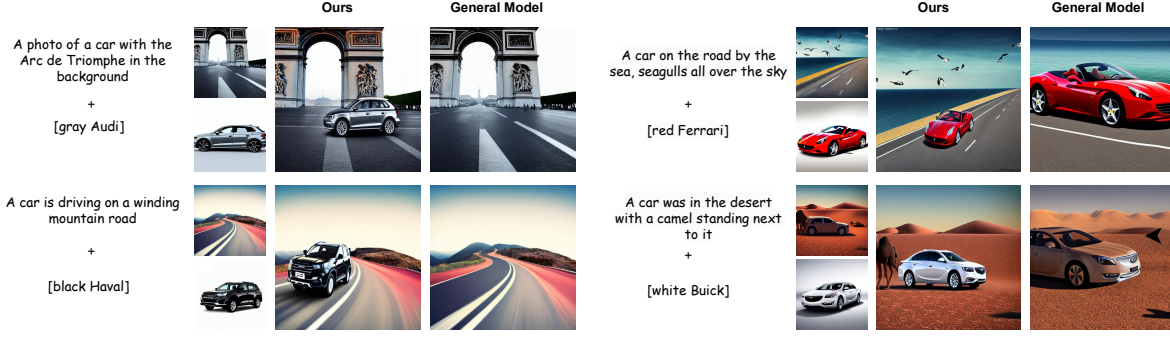 Ours
General Model
Ours
General Model
A photo of a car with the
Arc de Triomphe in the
background
+
[gray Audi]
A car on the road by the
sea, seagulls all over the sky
+
[red Ferrari]
A car is driving on a winding
mountain road
+
[black Haval]
A car was in the desert
with a camel standing next
to it
+
[white Buick]